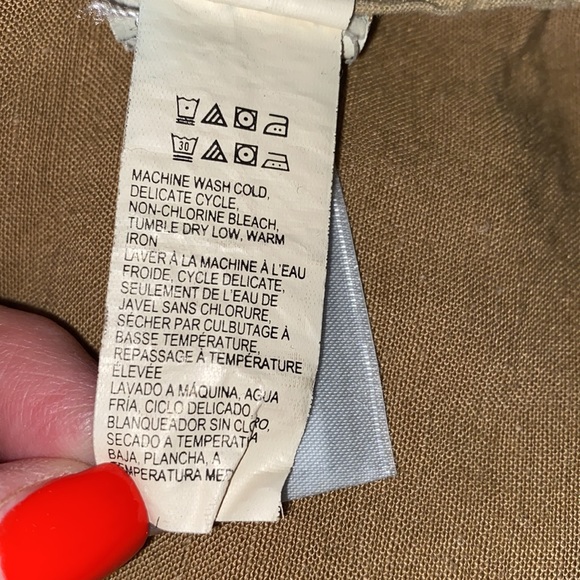 30
MACHINE WASH COLD,
DELICATE CYCLE,
NON-CHLORINE BLEACH,
TUMBLE DRY LOW, WARM
IRON
LAVER À LA MACHINE À L'EAU
FROIDE, CYCLE DELICATE,
SEULEMENT DE L'EAU DE
JAVEL SANS CHLORURE,
SÉCHER PAR CULBUTAGE À
BASSE TEMPÉRATURE,
REPASSAGE À TEMPÉRATURE
ÉLEVÉE
LAVADO A MÁQUINA, AGUA
FRÍA, CICLO DELICADO,
BLANQUEADOR SIN CLORO,
SECADO A TEMPERATURA
BAJA, PLANCHA, A
TEMPERATURA